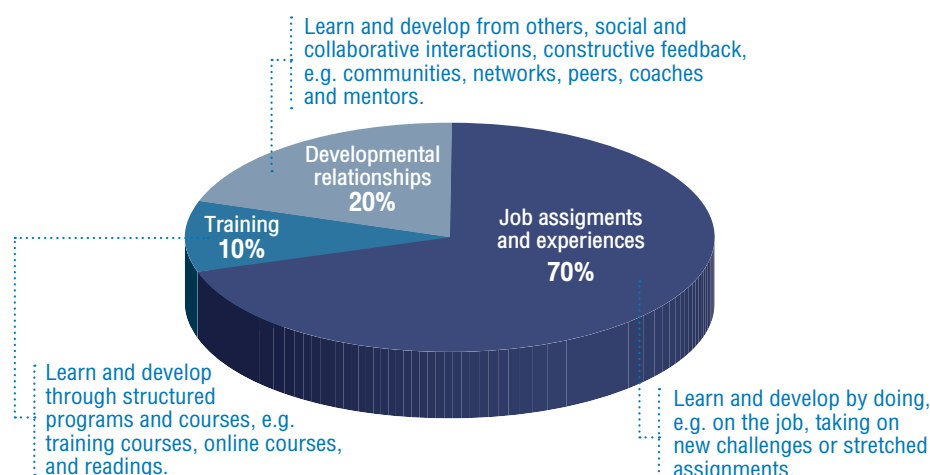 Learn and develop from others, social and
collaborative interactions, constructive feedback,
e.g. communities, networks, peers, coaches
and mentors.
Developmental
relationships
20%
Training
10%
Job assigments
and experiences
70%
Learn and develop
through structured
programs and courses, e.g.
training courses, online courses,
and readings.
Learn and develop by doing,
e.g. on the job, taking on
new challenges or stretched
assignments.